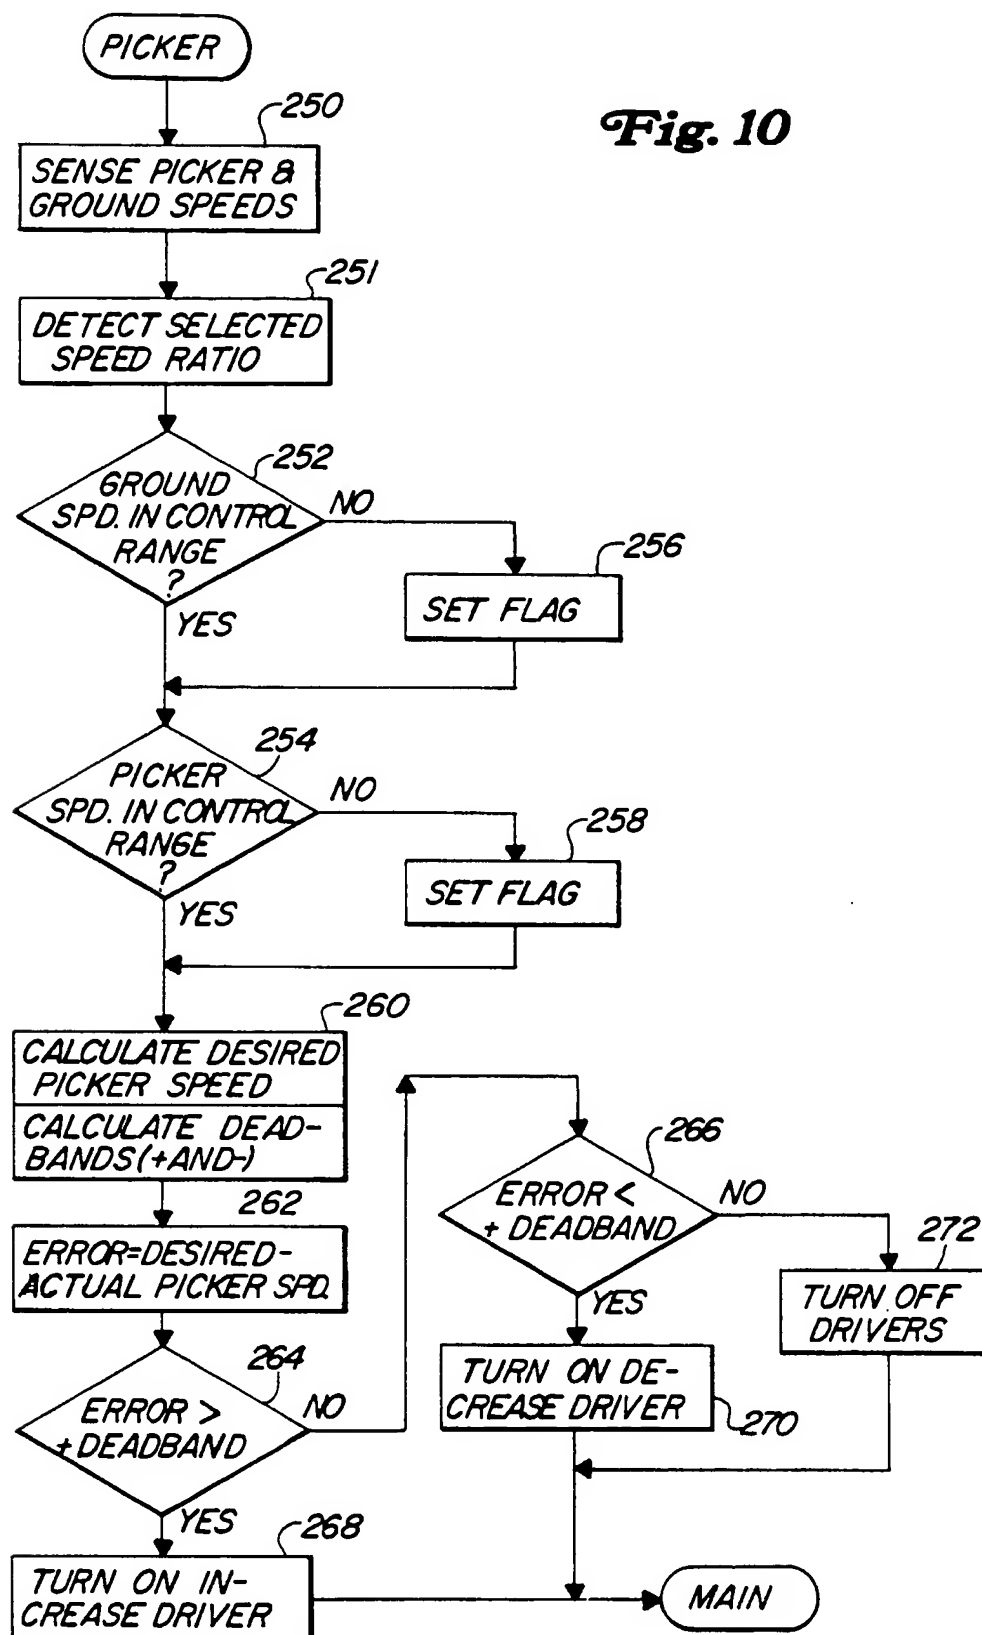 PICKER
Fig. 10
250
SENSE PICKER &
GROUND SPEEDS
251
DETECT SELECTED
SPEED RATIO
252
GROUND
SPD. IN CONTROL
RANGE
?
NO
YES
256
SET FLAG
254
PICKER
SPD. IN CONTROL
RANGE
?
NO
YES
258
SET FLAG
260
CALCULATE DESIRED
PICKER SPEED
CALCULATE DEAD-
BANDS (+AND-)
262
ERROR=DESIRED-
ACTUAL PICKER SPD.
264
ERROR >
+ DEADBAND
NO
YES
268
TURN ON IN-
CREASE DRIVER
266
ERROR <
+ DEADBAND
NO
YES
TURN ON DE-
CREASE DRIVER
270
272
TURN OFF
DRIVERS
MAIN